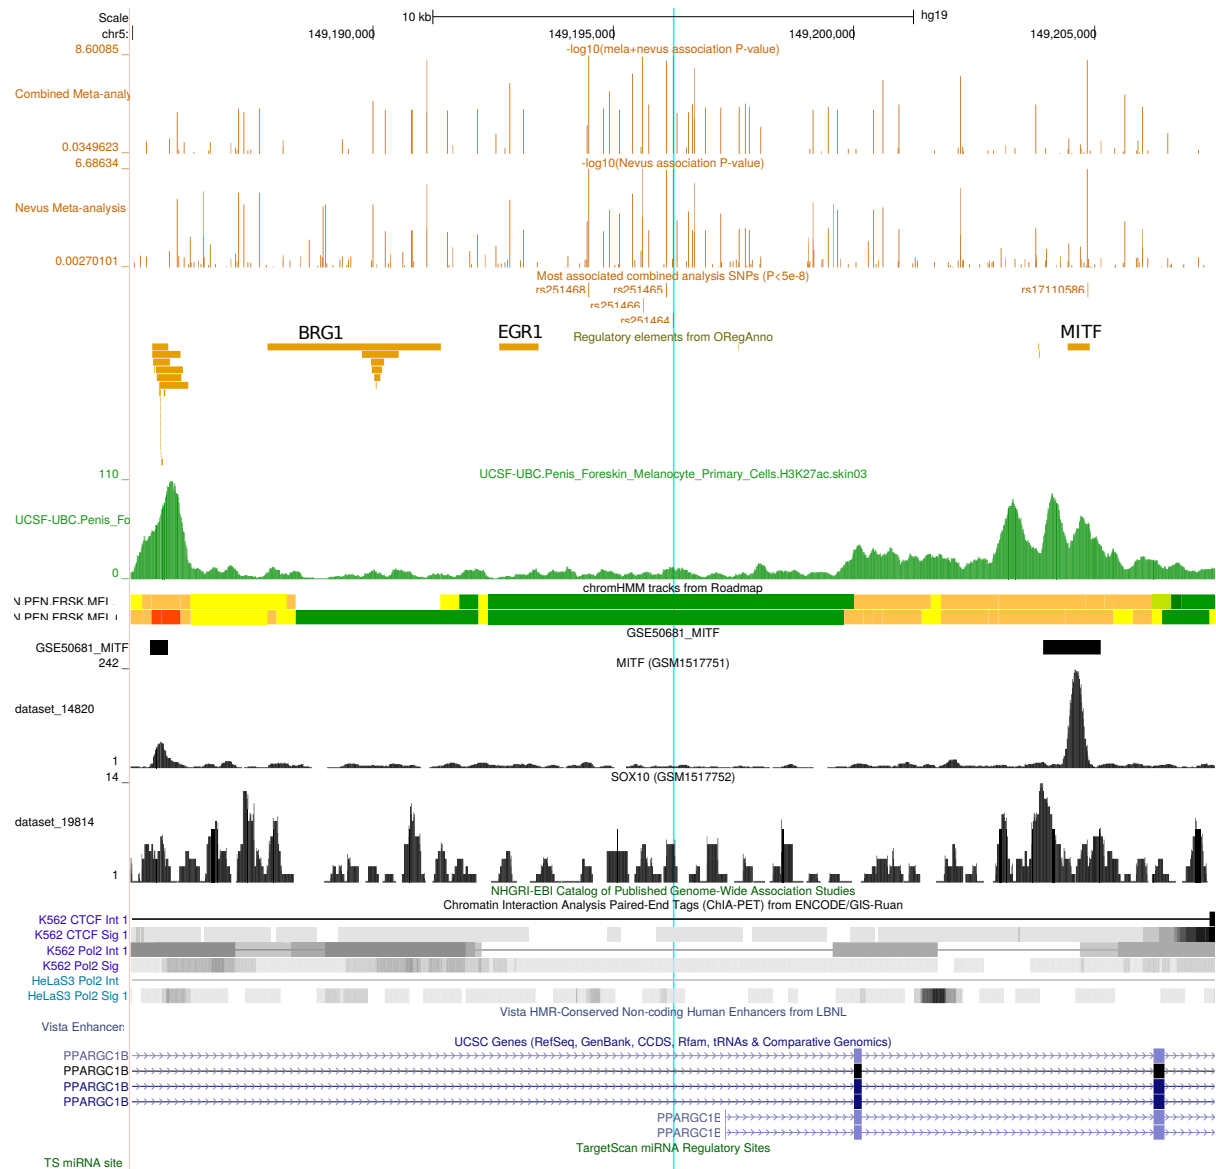 Scale 10 kb hg19
chr5: 149,190,000 149,195,000 149,200,000 149,205,000
8.60085 _ -log10(mela+nevus association P-value)
Combined Meta-analy
0.0349623 _
6.68634 _ -log10(Nevus association P-value)
Nevus Meta-analysis
0.00270101 _
Most associated combined analysis SNPs (P<5e-8)
rs251468 rs251465 rs17110586
rs251466
rs251464
BRG1 EGR1 MITF
Regulatory elements from ORegAnno
110 _ UCSF-UBC.Penis_Foreskin_Melanocyte_Primary_Cells.H3K27ac.skin03
UCSF-UBC.Penis_Fo
0 _
chromHMM tracks from Roadmap
N.PEN.FRSK.MEL.
GSE50681_MITF
GSE50681_MITF
242 _ MITF (GSM1517751)
dataset_14820
1 _
SOX10 (GSM1517752)
14 _
dataset_19814
1 _
NHGRI-EBI Catalog of Published Genome-Wide Association Studies
Chromatin Interaction Analysis Paired-End Tags (ChIA-PET) from ENCODE/GIS-Ruan
K562 CTCF Int 1
K562 CTCF Sig 1
K562 Pol2 Int 1
K562 Pol2 Sig
HeLaS3 Pol2 Int
HeLaS3 Pol2 Sig 1
Vista HMR-Conserved Non-coding Human Enhancers from LBNL
Vista Enhancers
UCSC Genes (RefSeq, GenBank, CCDS, Rfam, tRNAs & Comparative Genomics)
PPARGC1B
PPARGC1B
PPARGC1B
PPARGC1B
PPARGC1E
PPARGC1E
TargetScan miRNA Regulatory Sites
TS miRNA site